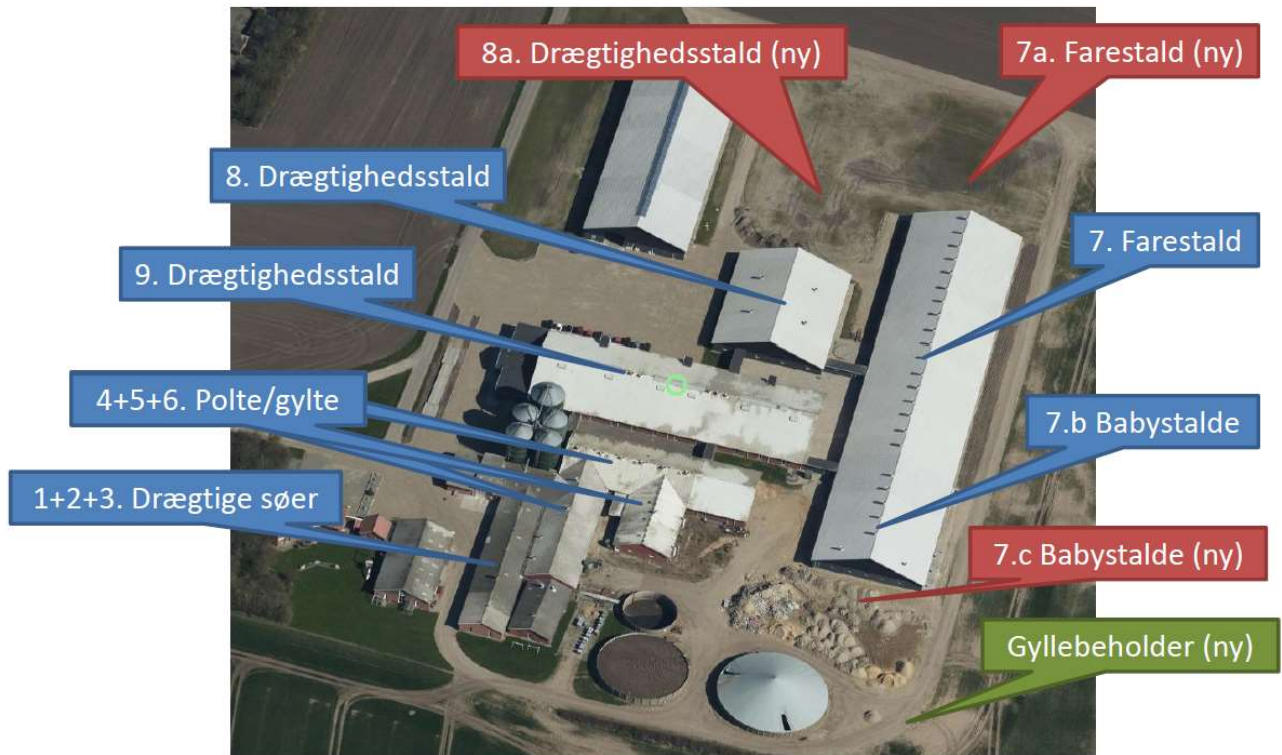 8a. Drægtighedsstald (ny)
7a. Farestald (ny)
8. Drægtighedsstald
7. Farestald
9. Drægtighedsstald
4+5+6. Polte/gylte
7.b Babystalde
1+2+3. Drægtige søer
7.c Babystalde (ny)
Gyllebeholder (ny)